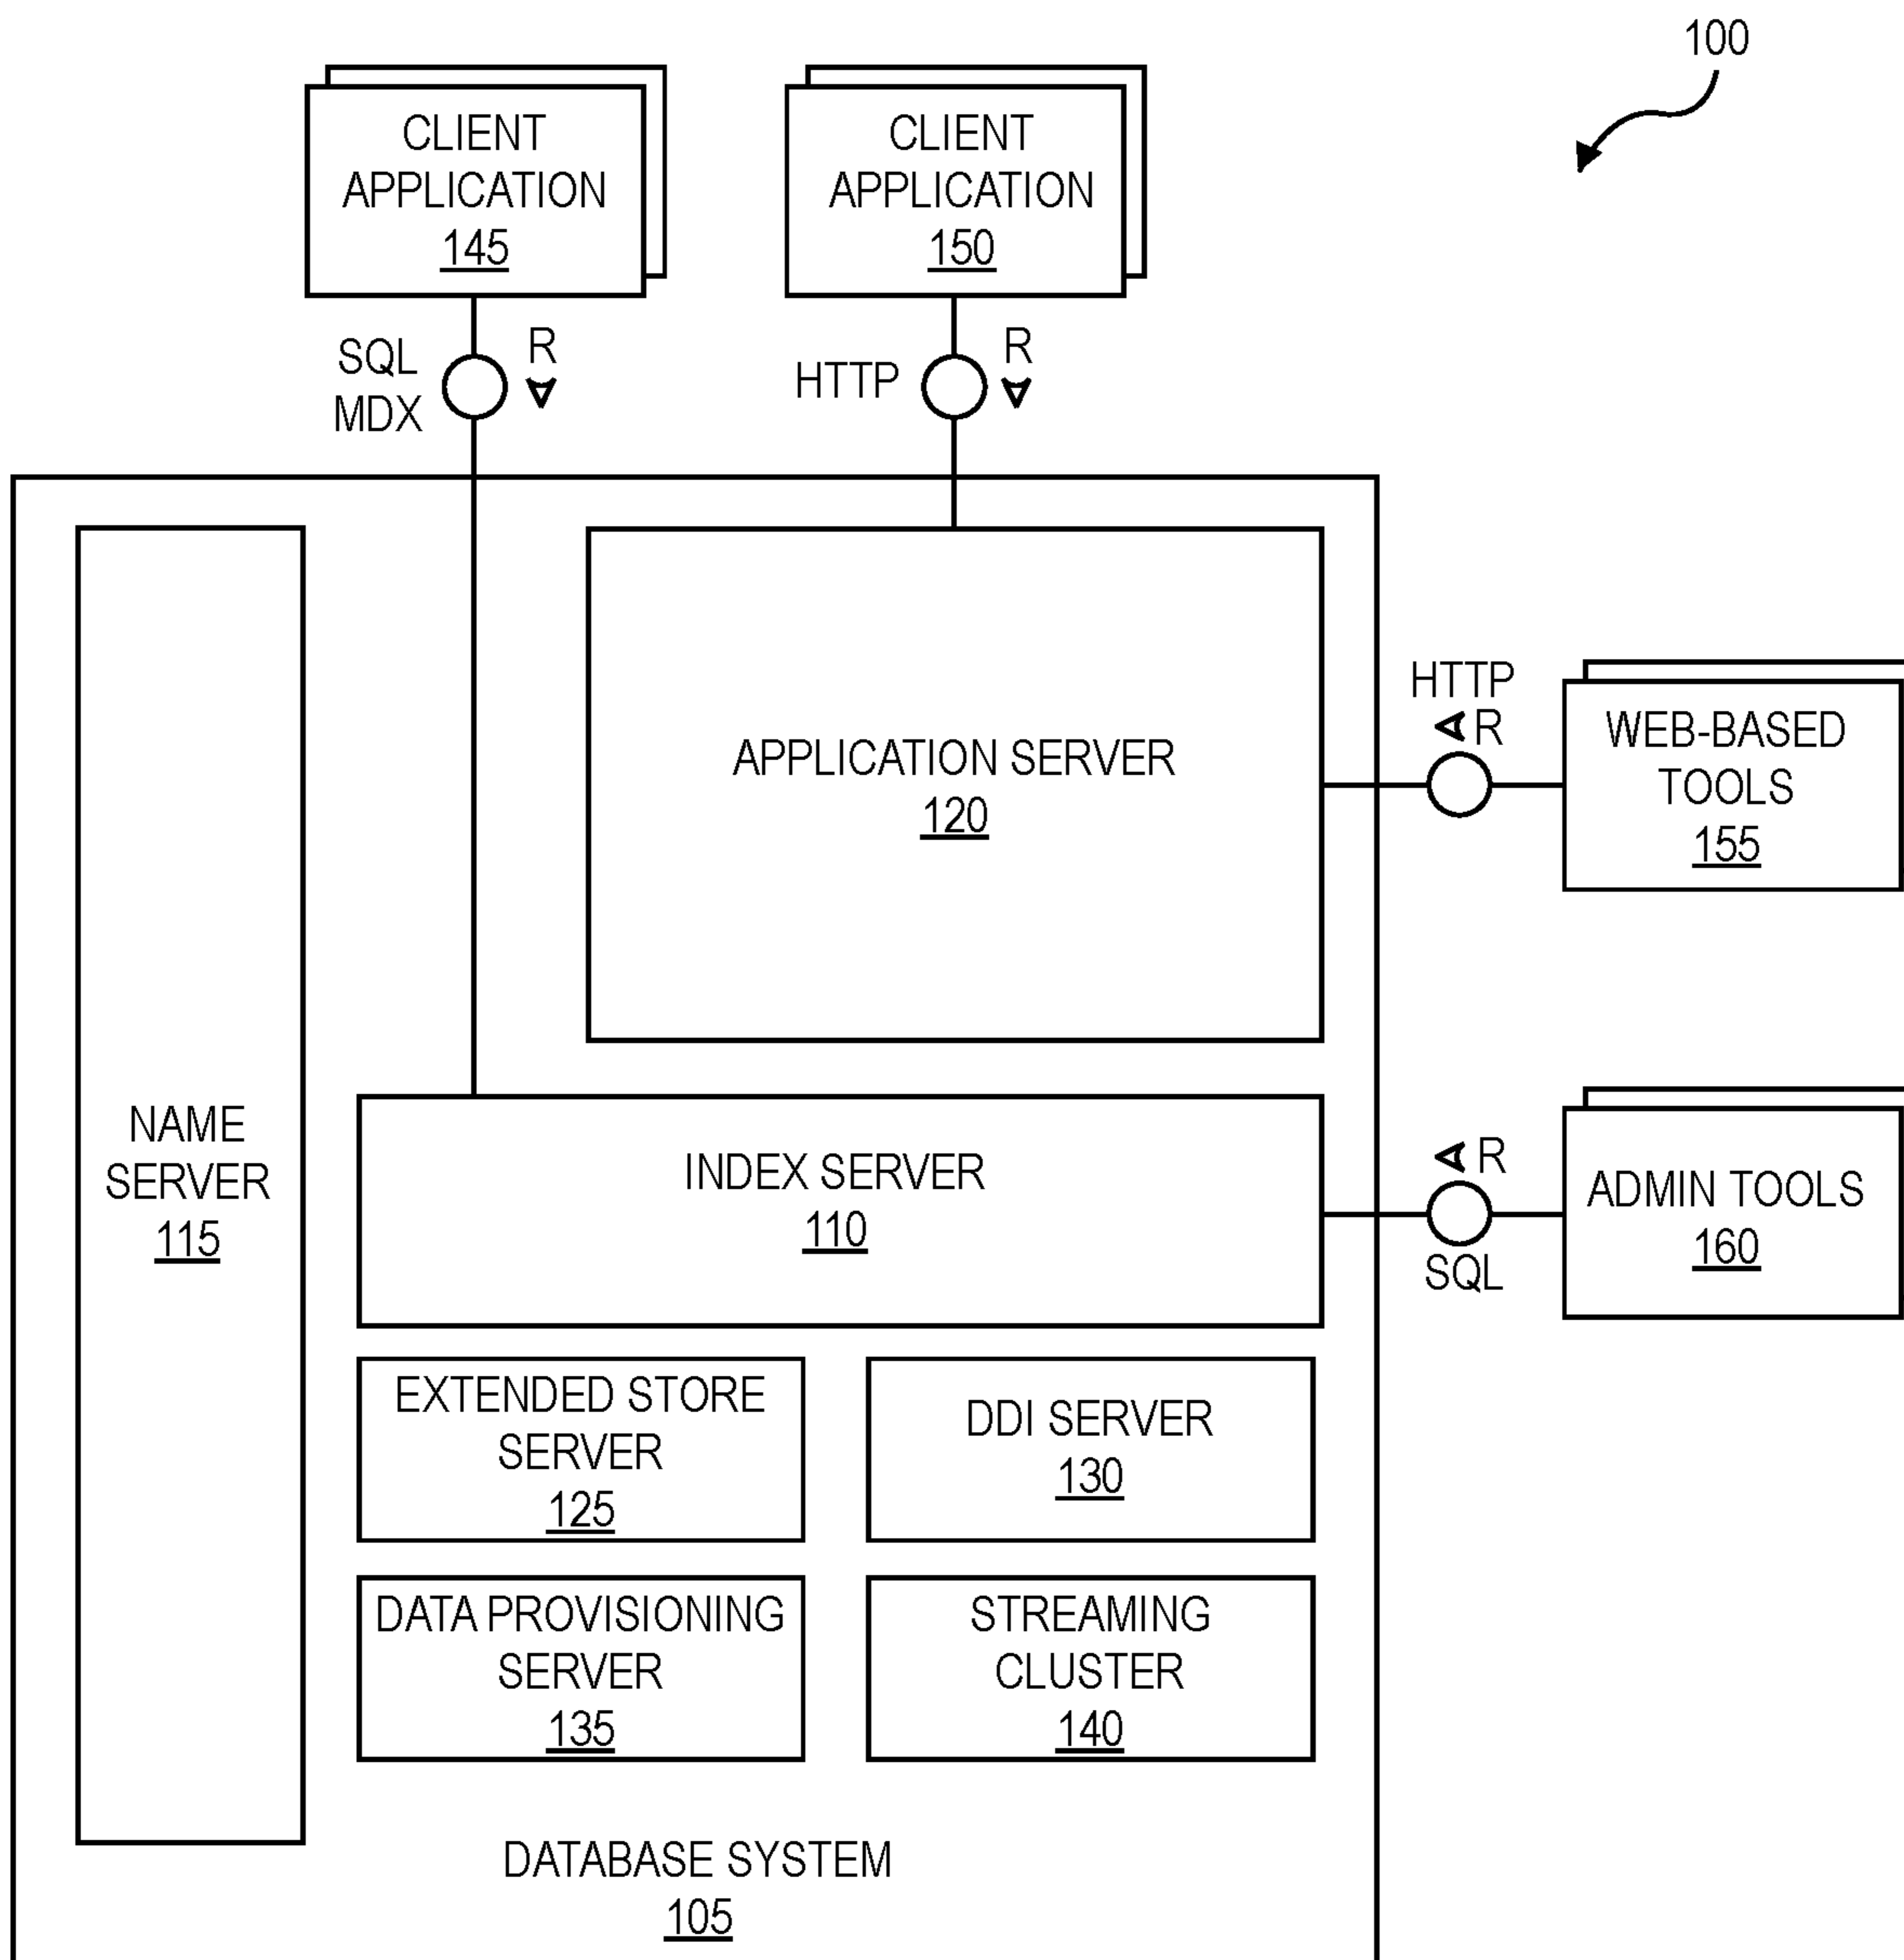 100
CLIENT
APPLICATION
145
CLIENT
APPLICATION
150
SQL
MDX
R
HTTP
R
APPLICATION SERVER
120
HTTP
R
WEB-BASED
TOOLS
155
NAME
SERVER
115
INDEX SERVER
110
R
SQL
ADMIN TOOLS
160
EXTENDED STORE
SERVER
125
DDI SERVER
130
DATA PROVISIONING
SERVER
135
STREAMING
CLUSTER
140
DATABASE SYSTEM
105